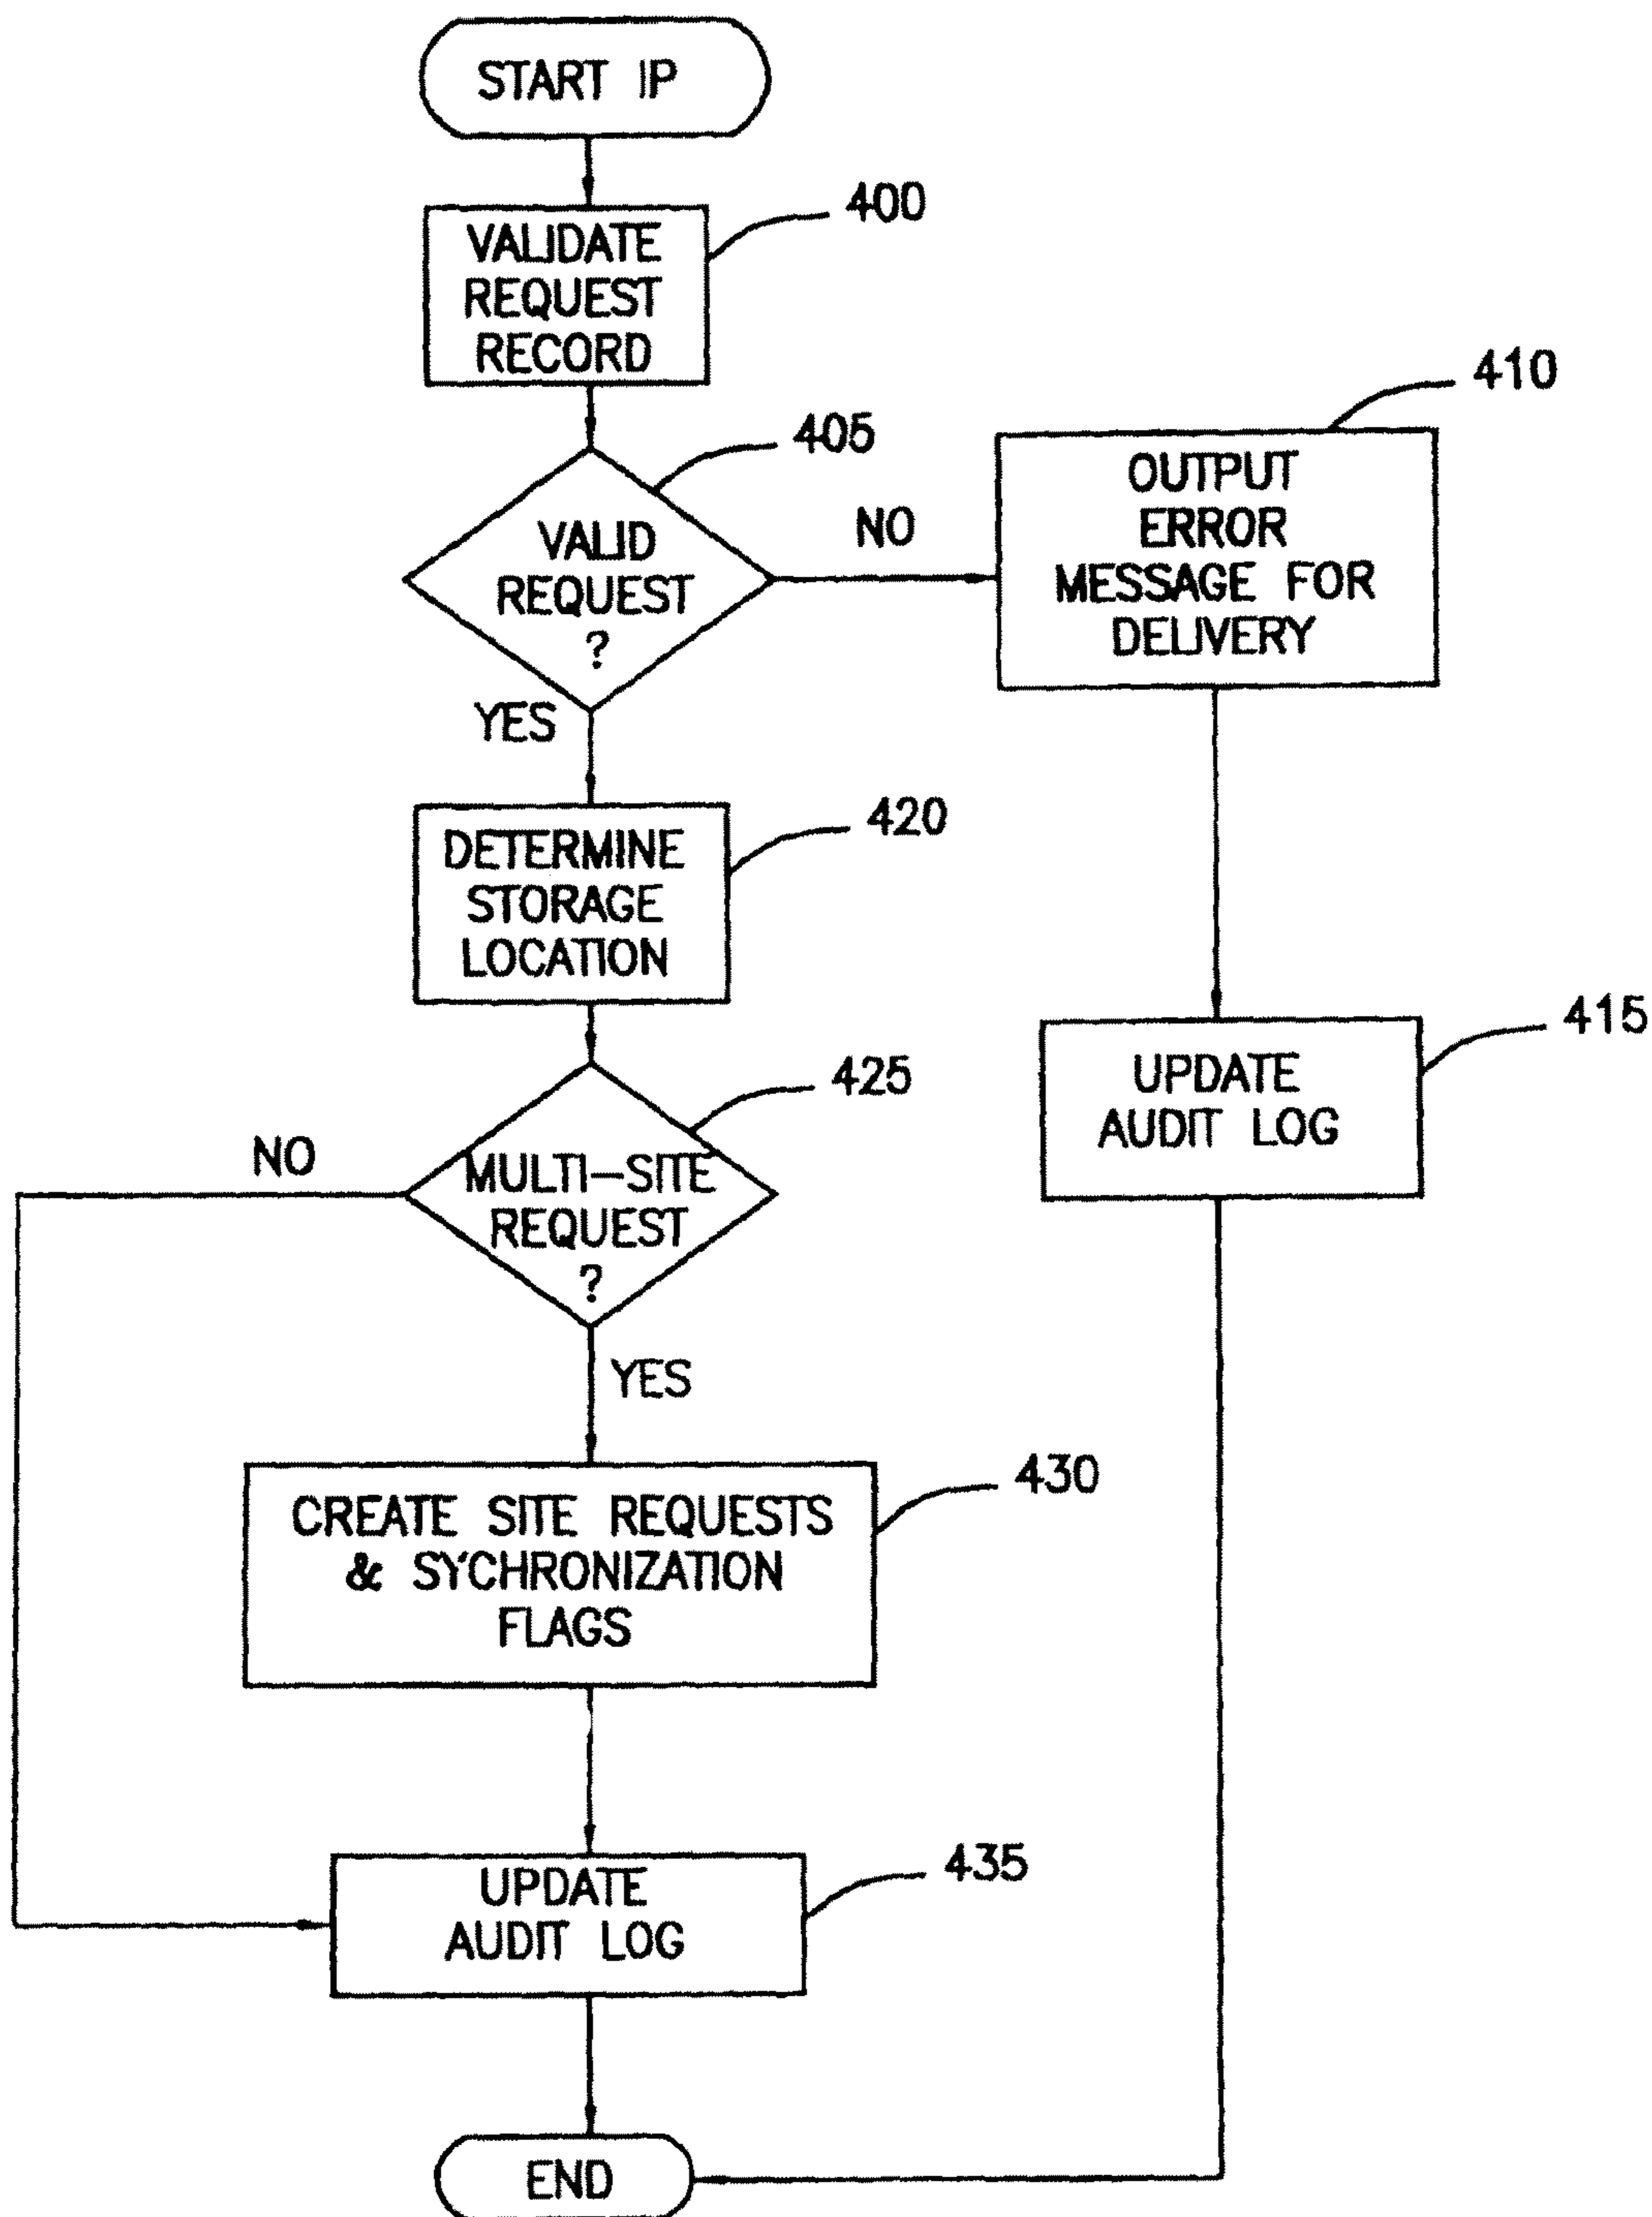 START IP
400
VALIDATE
REQUEST
RECORD
405
VALID
REQUEST
?
NO
YES
410
OUTPUT
ERROR
MESSAGE FOR
DELIVERY
420
DETERMINE
STORAGE
LOCATION
415
UPDATE
AUDIT LOG
425
MULTI-SITE
REQUEST
?
NO
YES
430
CREATE SITE REQUESTS
& SYCHRONIZATION
FLAGS
435
UPDATE
AUDIT LOG
END